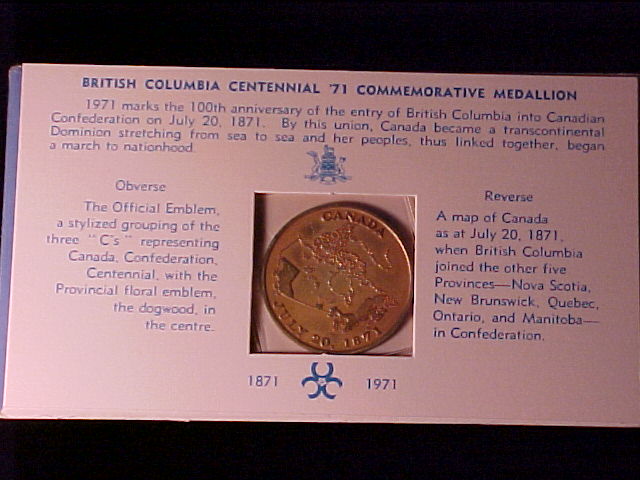 BRITISH COLUMBIA CENTENNIAL '71 COMMEMORATIVE MEDALLION
1971 marks the 100th anniversary of the entry of British Columbia into Canadian
Confederation on July 20, 1871. By this union, Canada became a transcontinental
Dominion stretching from sea to sea and her peoples, thus linked together, began
a march to nationhood.
Obverse
The Official Emblem,
a stylized grouping of the
three "C's" representing
Canada, Confederation,
Centennial, with the
Provincial floral emblem,
the dogwood, in
the centre.
CANADA
JULY 20, 1871
Reverse
A map of Canada
as at July 20, 1871,
when British Columbia
joined the other five
Provinces—Nova Scotia,
New Brunswick, Quebec,
Ontario, and Manitoba—
in Confederation.
1871 1971